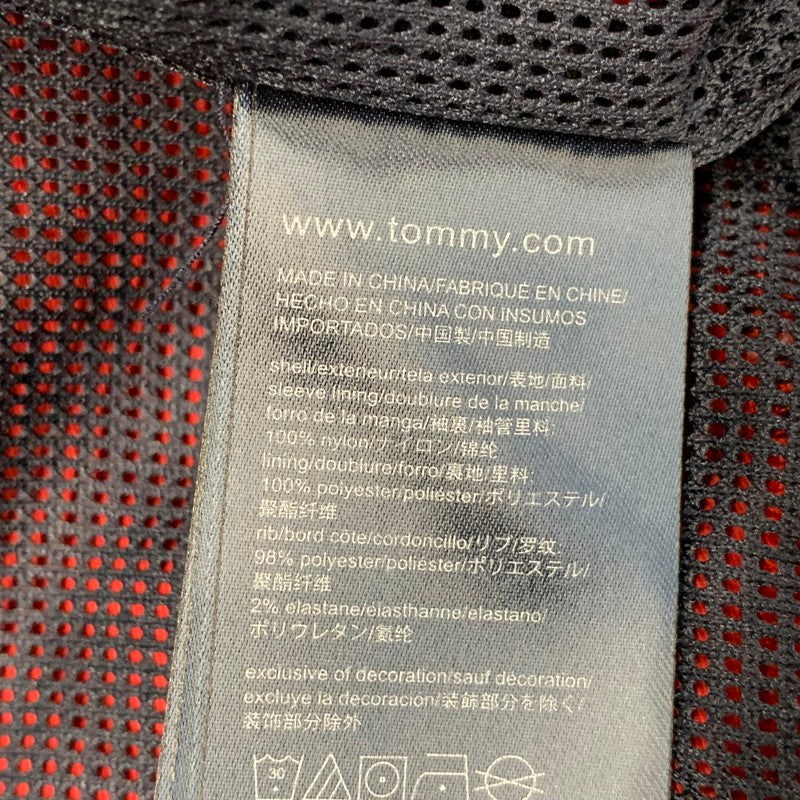 www.tommy.com
MADE IN CHINA/FABRIQUÉ EN CHINE/
HECHO EN CHINA CON INSUMOS
IMPORTADOS/中国製/中国制造
shell/extérieur/tela exterior/表地/面料/
sleeve lining/doublure de la manche/
forro de la manga/袖裏/袖管里料:
100% nylon/ナイロン/锦纶
lining/doublure/forro/裏地/里料:
100% polyester/poliéster/ポリエステル/
聚酯纤维
rib/bord côte/cordoncillo/リブ/罗纹:
98% polyester/poliéster/ポリエステル/
聚酯纤维
2% elastane/élasthanne/elastano/
ポリウレタン/氨纶
exclusive of decoration/sauf décoration/
excluye la decoración/装飾部分を除く/
装饰部分除外
30